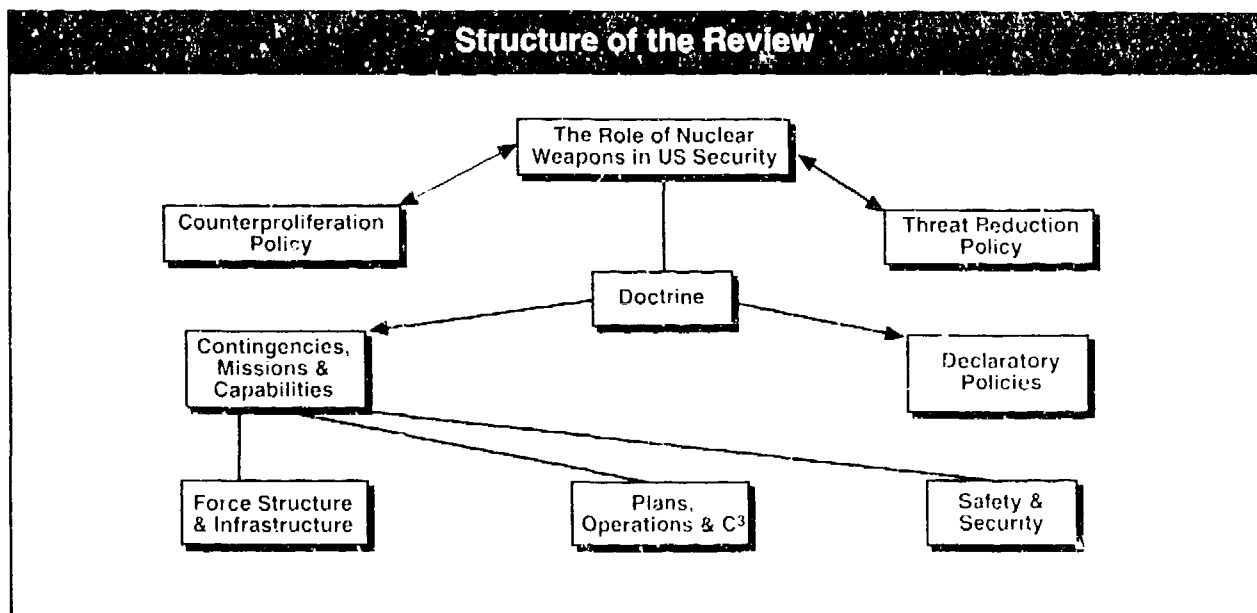 Structure of the Review
The Role of Nuclear
Weapons in US Security
Counterproliferation
Policy
Threat Reduction
Policy
Doctrine
Contingencies,
Missions &
Capabilities
Declaratory
Policies
Force Structure
& Infrastructure
Plans,
Operations & C³
Safety &
Security